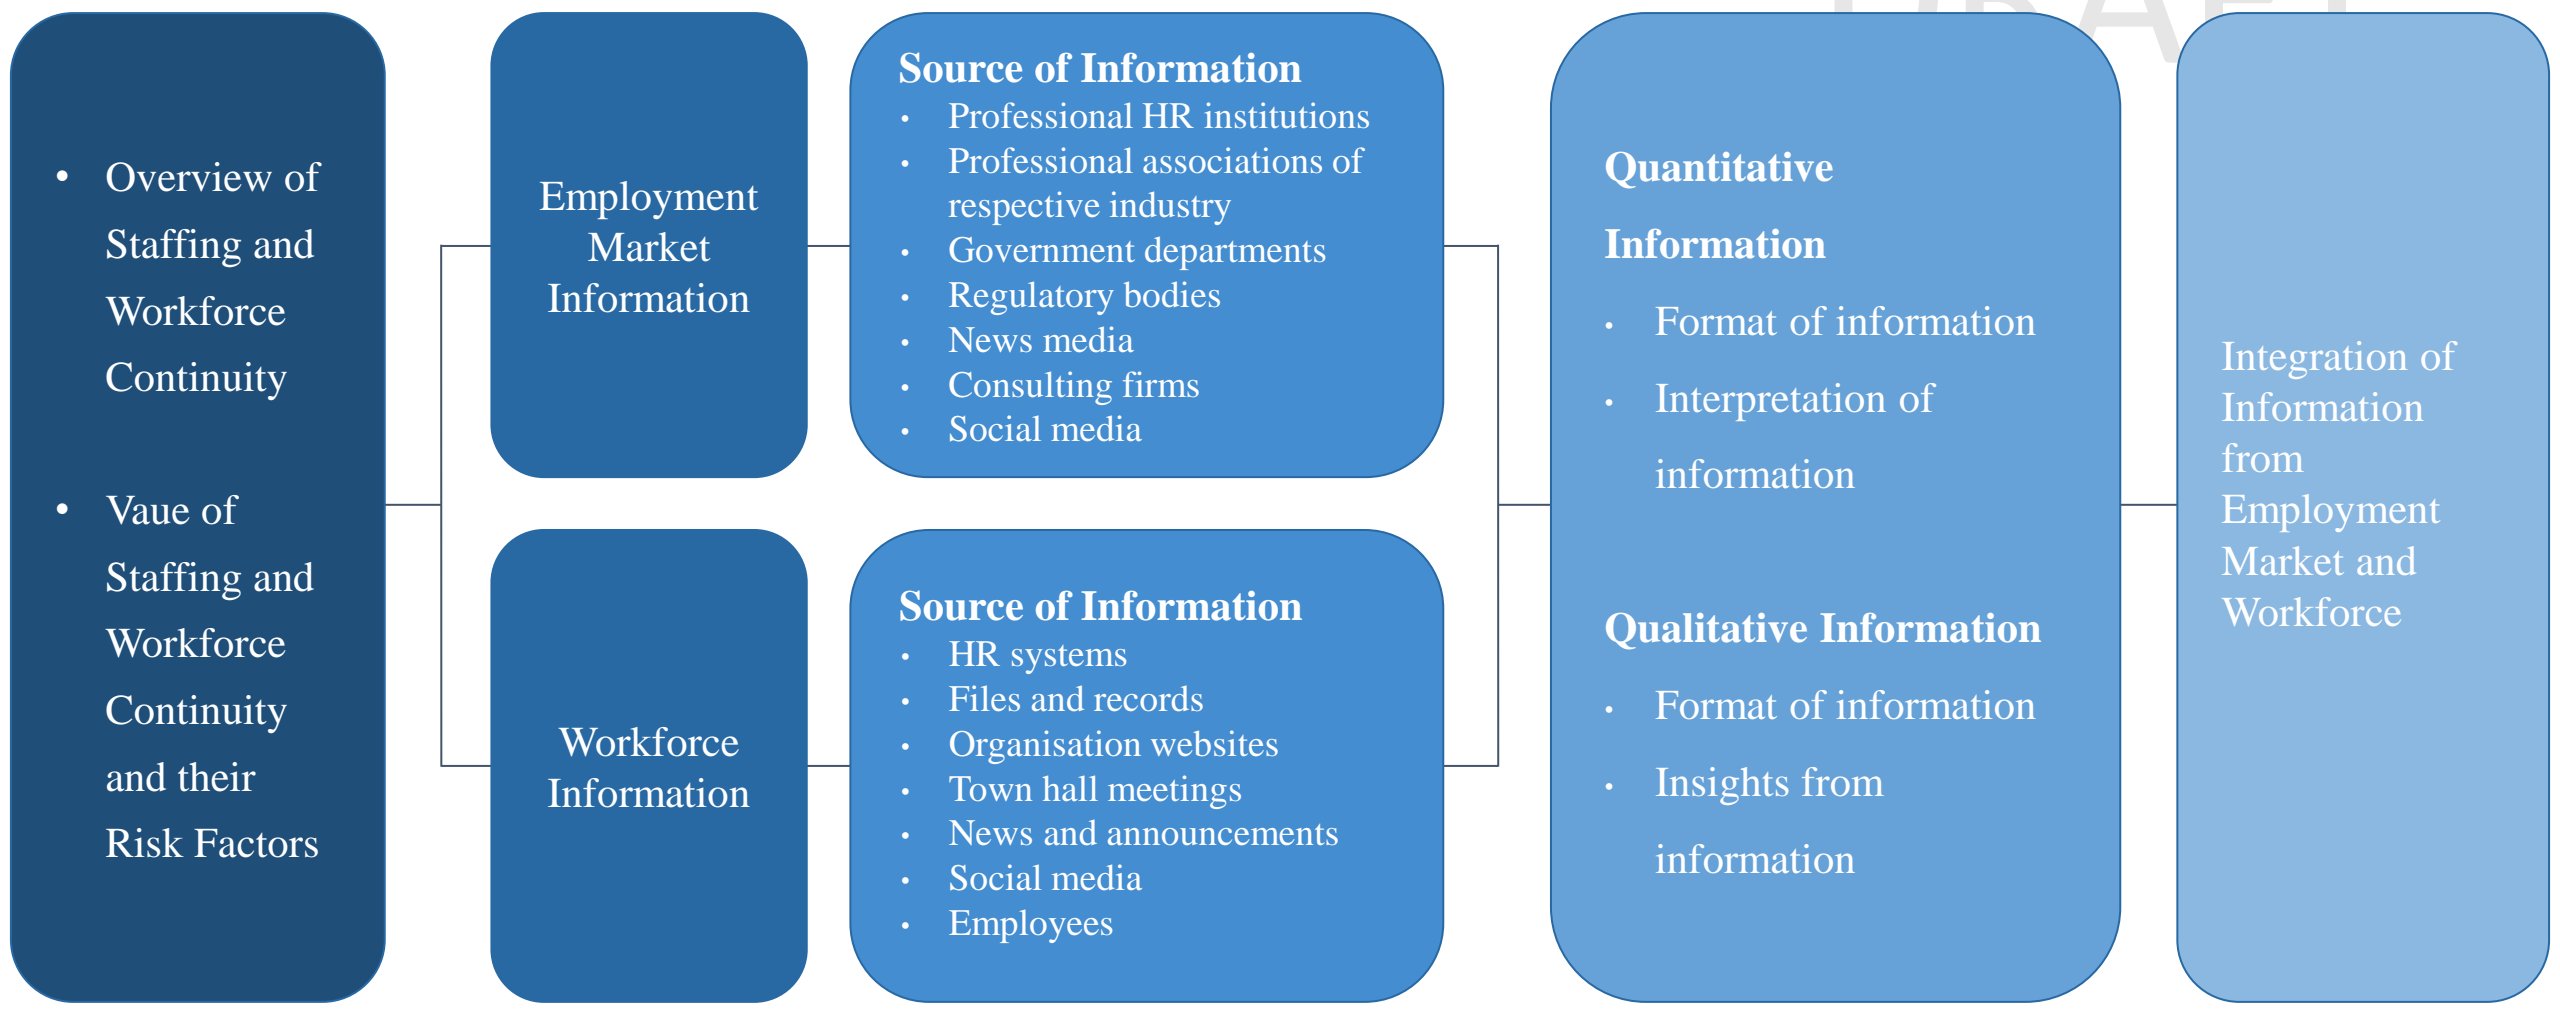 • Overview of
Staffing and
Workforce
Continuity
• Vaue of
Staffing and
Workforce
Continuity
and their
Risk Factors
Employment
Market
Information
Source of Information
• Professional HR institutions
• Professional associations of
respective industry
• Government departments
• Regulatory bodies
• News media
• Consulting firms
• Social media
Workforce
Information
Source of Information
• HR systems
• Files and records
• Organisation websites
• Town hall meetings
• News and announcements
• Social media
• Employees
Quantitative
Information
• Format of information
• Interpretation of
information
Qualitative Information
• Format of information
• Insights from
information
Integration of
Information
from
Employment
Market and
Workforce